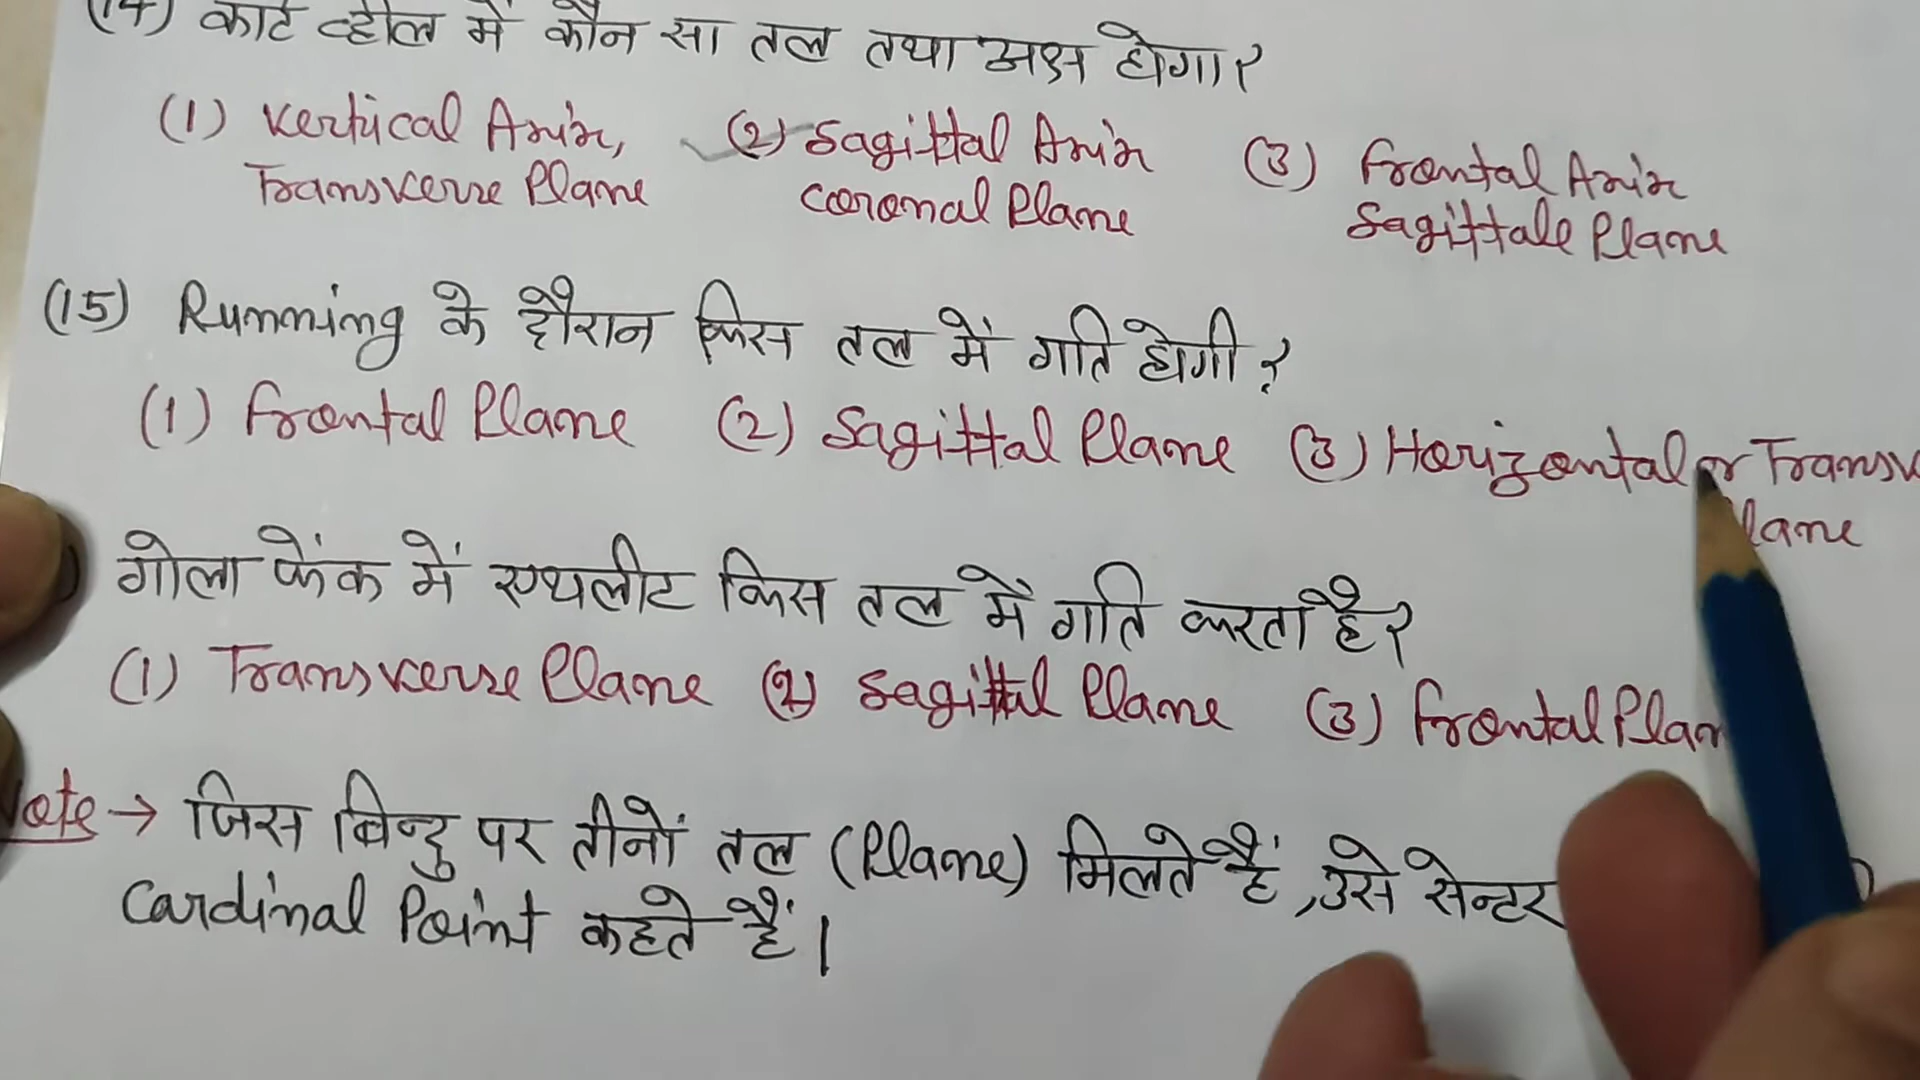 (14) कार्ट व्हील में कौन सा तल तथा अक्ष होगा?
(1) Vertical Axis, (2) Sagittal Axis (3) Frontal Axis
Transverse Plane Coronal Plane Sagittale Plane
(15) Running के दौरान किस तल में गति होगी?
(1) Frontal Plane (2) Sagittal Plane (3) Horizontal or Transv
lane
गोला फेंक में एथलीट किस तल में गति करता है?
(1) Transverse Plane (2) Sagittal Plane (3) Frontal Plan
Note → जिस बिन्दु पर तीनों तल (Plane) मिलते हैं, उसे सेन्टर
Cardinal Point कहते हैं।